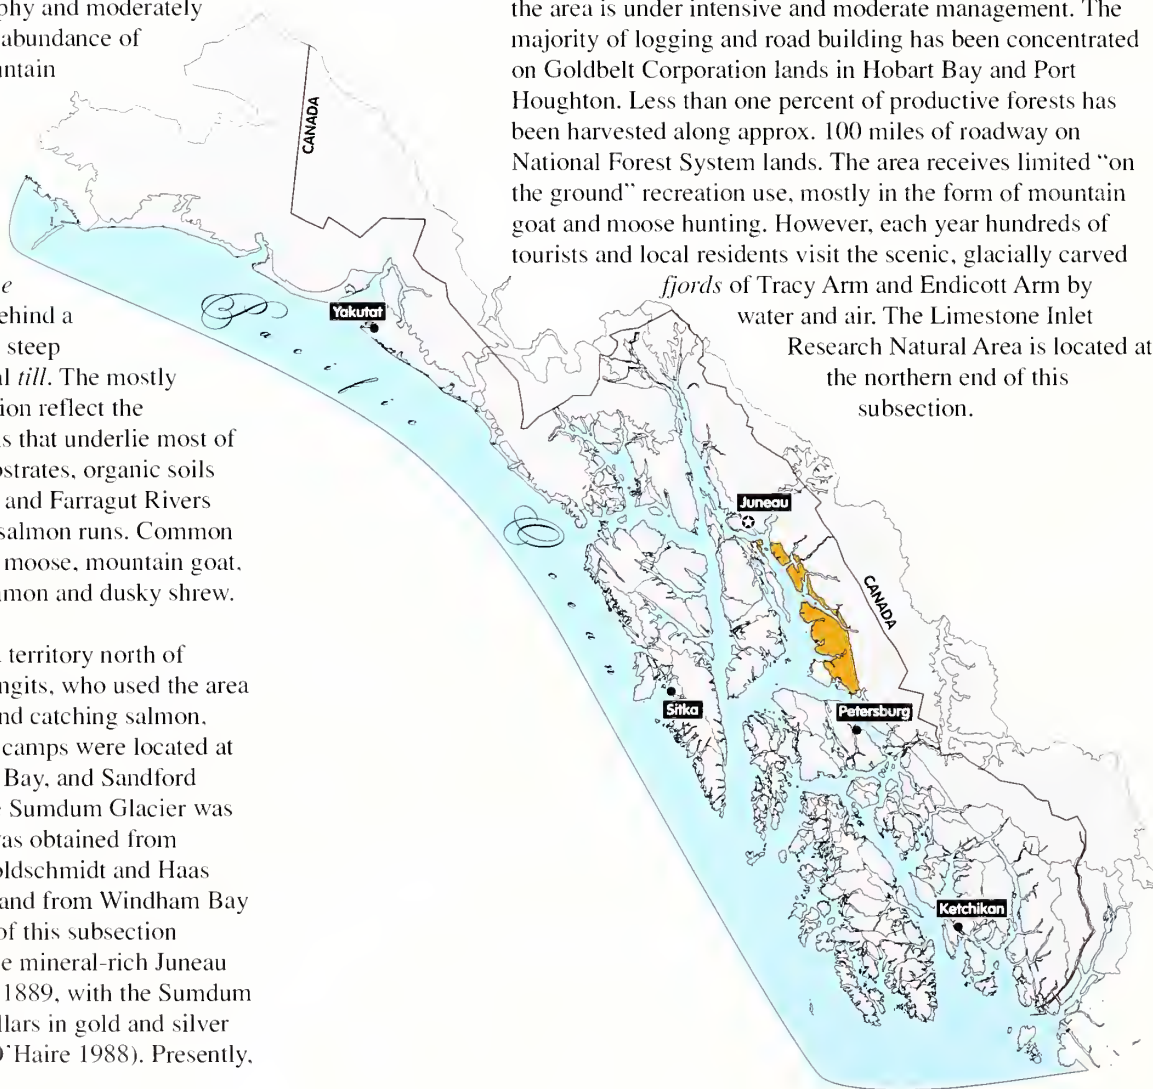 phy and moderately
abundance of
ntain
e
ehind a
steep
al till. The mostly
ion reflect the
s that underlie most of
strates, organic soils
and Farragut Rivers
salmon runs. Common
moose, mountain goat,
mon and dusky shrew.
territory north of
ngits, who used the area
nd catching salmon,
camps were located at
Bay, and Sandford
Sumdum Glacier was
as obtained from
ldschmidt and Haas
and from Windham Bay
of this subsection
e mineral-rich Juneau
1889, with the Sumdum
llars in gold and silver
O'Haire 1988). Presently,
the area is under intensive and moderate management. The
majority of logging and road building has been concentrated
on Goldbelt Corporation lands in Hobart Bay and Port
Houghton. Less than one percent of productive forests has
been harvested along approx. 100 miles of roadway on
National Forest System lands. The area receives limited “on
the ground” recreation use, mostly in the form of mountain
goat and moose hunting. However, each year hundreds of
tourists and local residents visit the scenic, glacially carved
fjords of Tracy Arm and Endicott Arm by
water and air. The Limestone Inlet
Research Natural Area is located at
the northern end of this
subsection.
CANADA
Yakutat
Pacific
Ocean
Juneau
CANADA
Sitka
Petersburg
Ketchikan